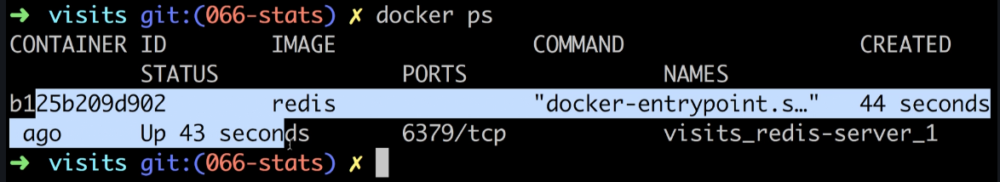 ➜ visits git:(066-stats) ✗ docker ps
CONTAINER ID IMAGE COMMAND CREATED
STATUS PORTS NAMES
b125b209d902 redis "docker-entrypoint.s…" 44 seconds
ago Up 43 seconds 6379/tcp visits_redis-server_1
➜ visits git:(066-stats) ✗